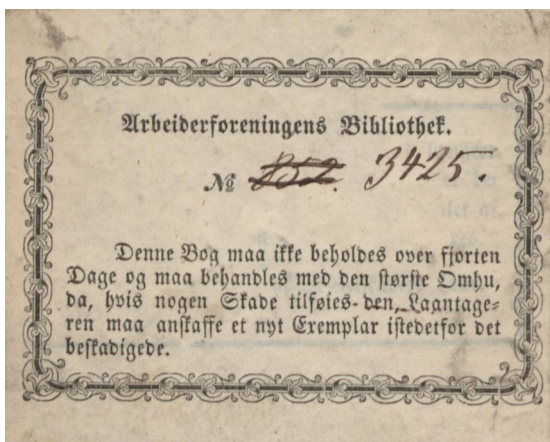 Arbeiderforeningens Bibliothek.
№ 852. 3425.
Denne Bog maa ikke beholdes over fjorten
Dage og maa behandles med den største Omhu,
da, hvis nogen Skade tilføies den, Laantage-
ren maa anskaffe et nyt Exemplar istedetfor det
beskadigede.